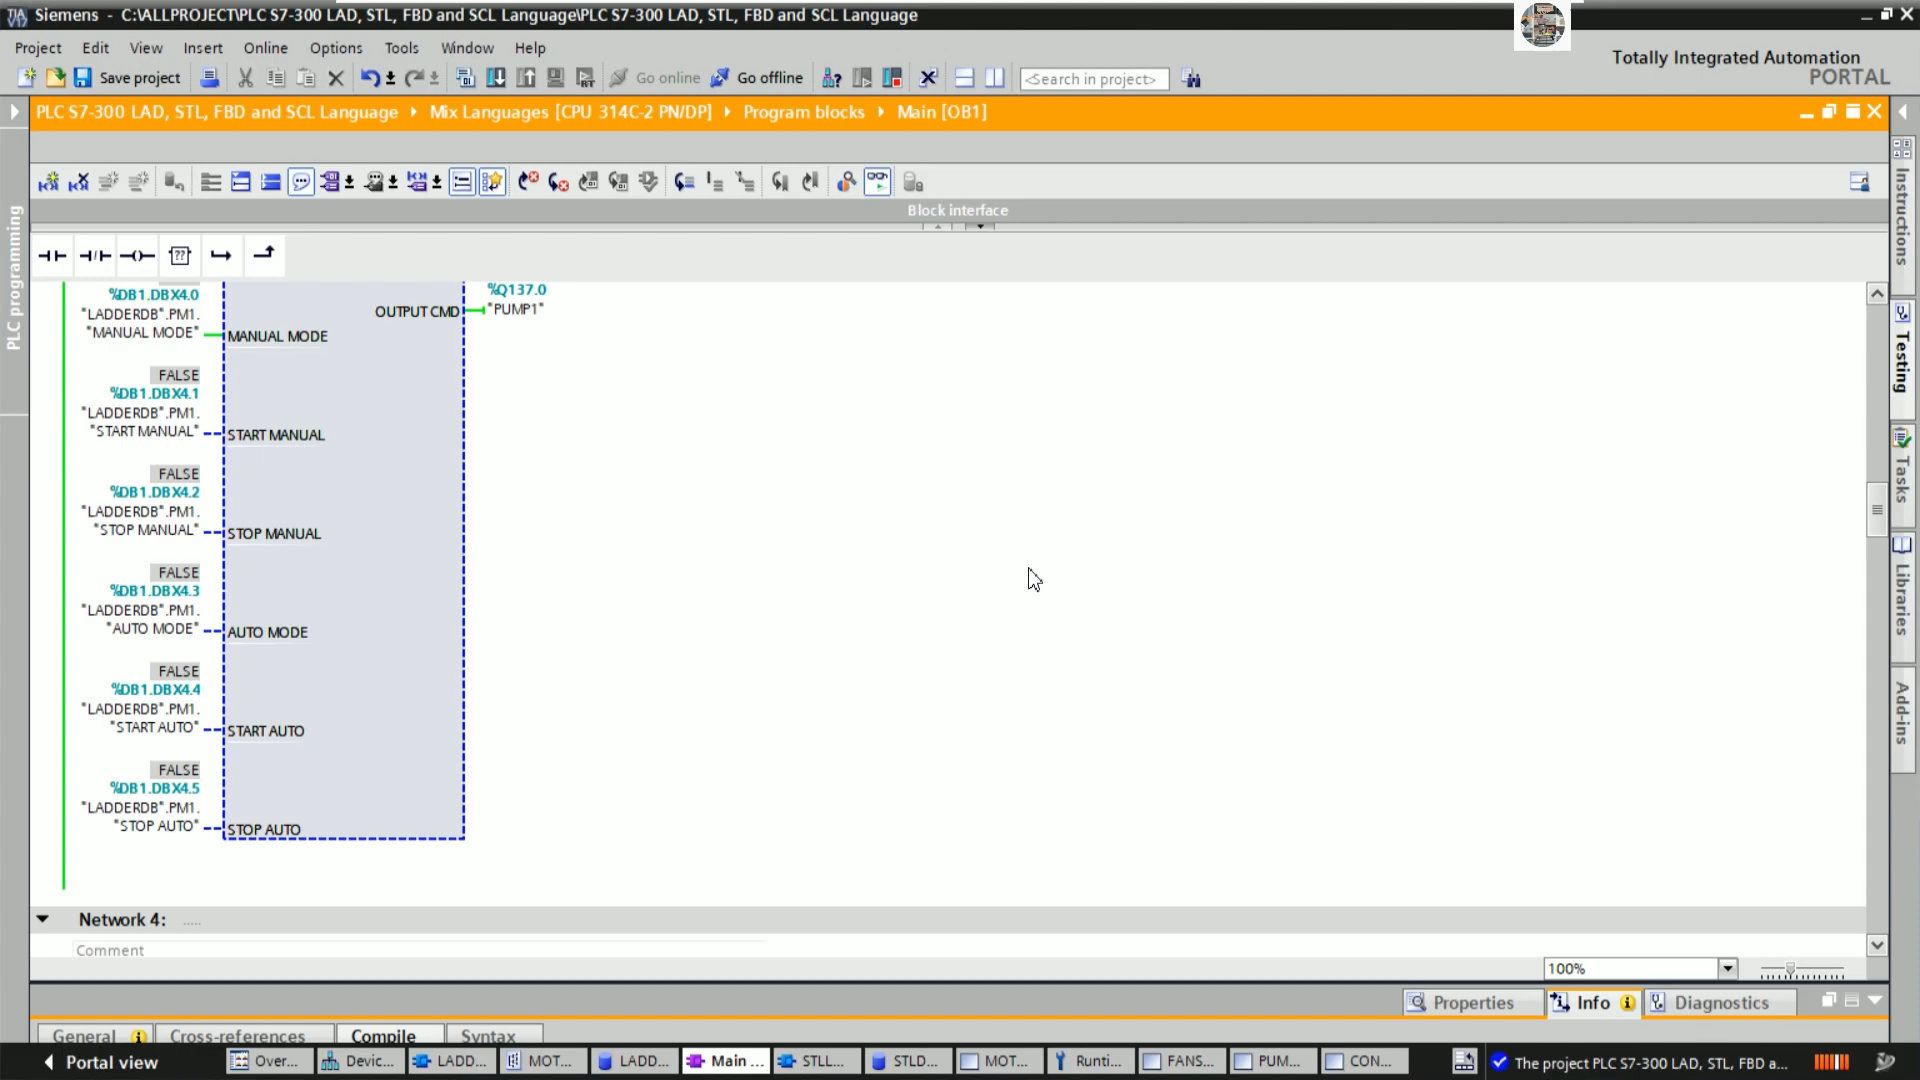 Siemens - C:\ALLPROJECT\PLC S7-300 LAD, STL, FBD and SCL Language\PLC S7-300 LAD, STL, FBD and SCL Language
Project Edit View Insert Online Options Tools Window Help
Totally Integrated Automation
PORTAL
Save project
Go online
Go offline
<Search in project>
PLC S7-300 LAD, STL, FBD and SCL Language
Mix Languages [CPU 314C-2 PN/DP]
Program blocks
Main [OB1]
Block interface
PLC programming
??
%DB1.DBX4.0
"LADDERDB".PM1.
"MANUAL MODE"
MANUAL MODE
OUTPUT CMD
%Q137.0
"PUMP1"
FALSE
%DB1.DBX4.1
"LADDERDB".PM1.
"START MANUAL"
START MANUAL
FALSE
%DB1.DBX4.2
"LADDERDB".PM1.
"STOP MANUAL"
STOP MANUAL
FALSE
%DB1.DBX4.3
"LADDERDB".PM1.
"AUTO MODE"
AUTO MODE
FALSE
%DB1.DBX4.4
"LADDERDB".PM1.
"START AUTO"
START AUTO
FALSE
%DB1.DBX4.5
"LADDERDB".PM1.
"STOP AUTO"
STOP AUTO
Network 4: .....
Comment
100%
Instructions
Testing
Tasks
Libraries
Add-ins
Properties
Info
Diagnostics
General
Cross-references
Compile
Syntax
Portal view
Over...
Devic...
LADD...
MOT...
LADD...
Main ...
STLL...
STLD...
MOT...
Runti...
FANS...
PUM...
CON...
The project PLC S7-300 LAD, STL, FBD a...